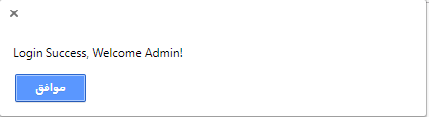 Login Success, Welcome Admin!
موافق